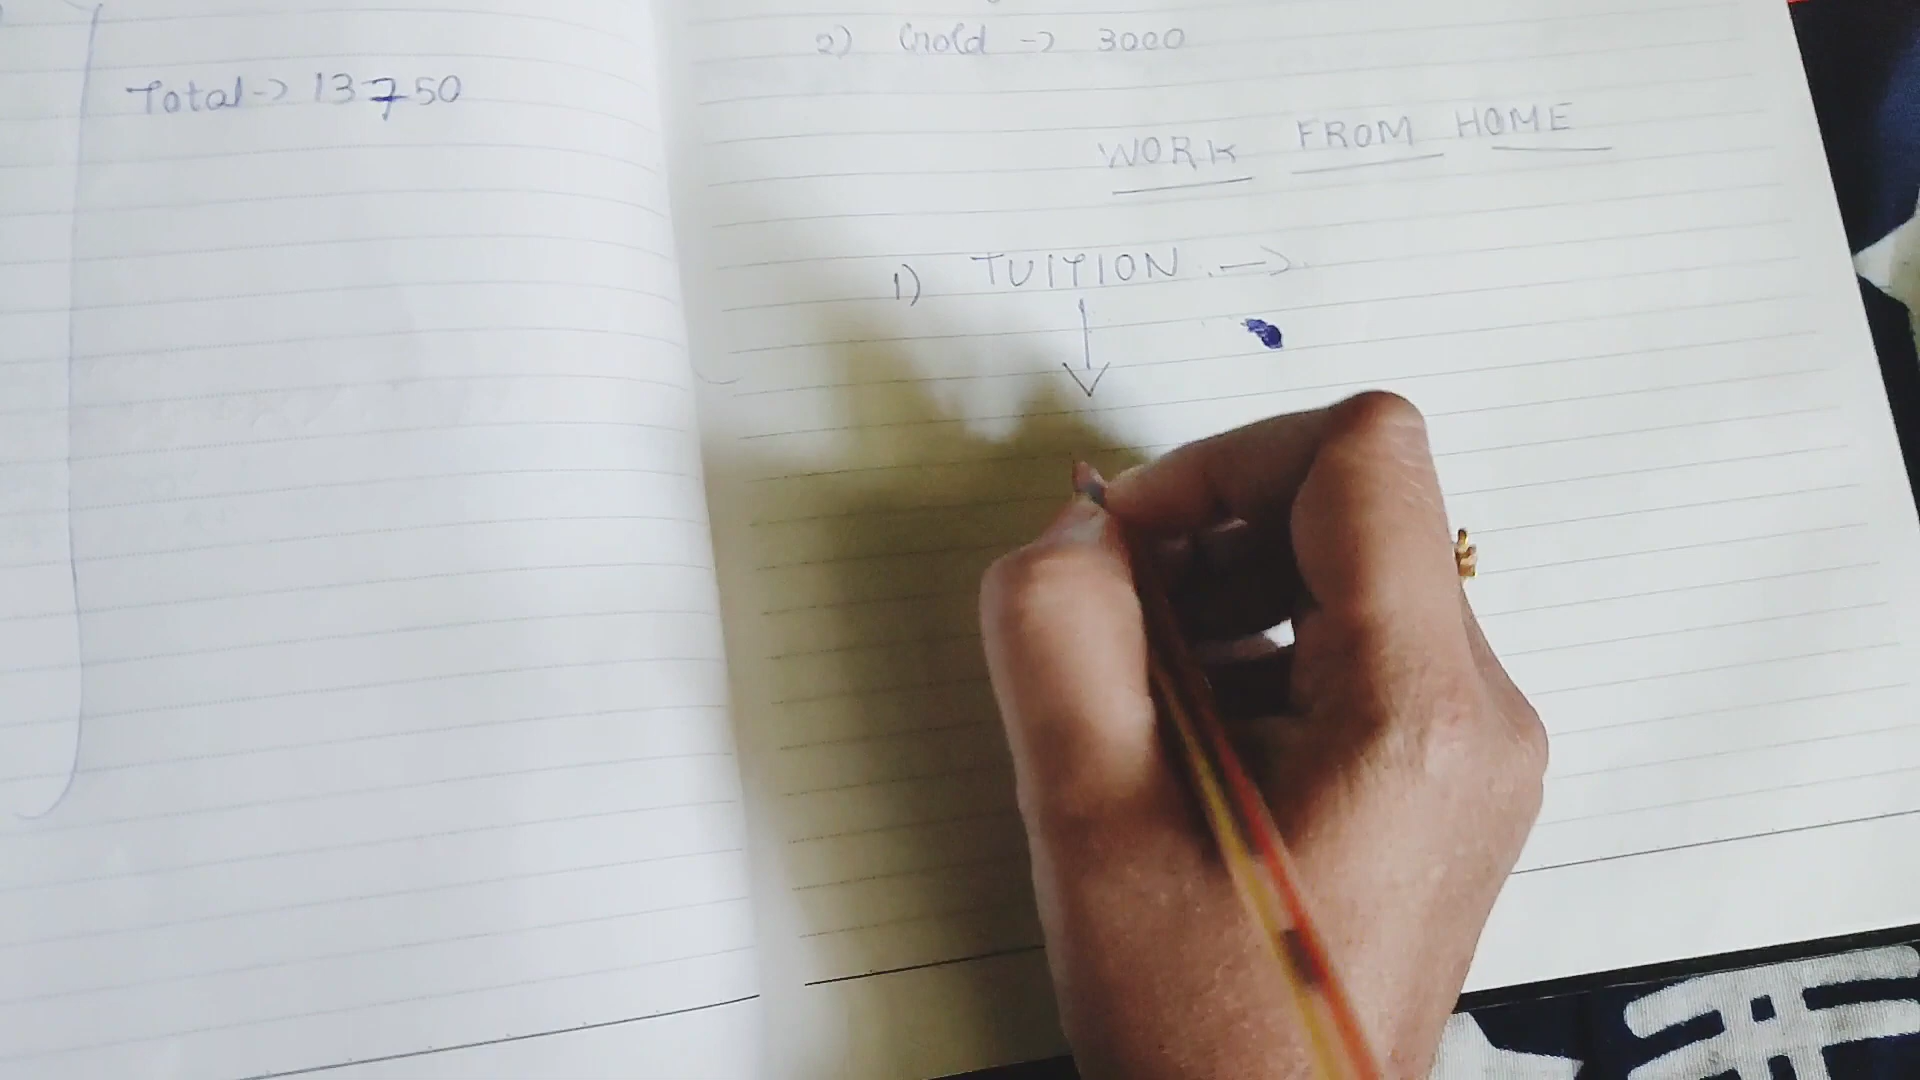 Total -> 13750
2) Gold -> 3000
WORK FROM HOME
1) TUITION ->